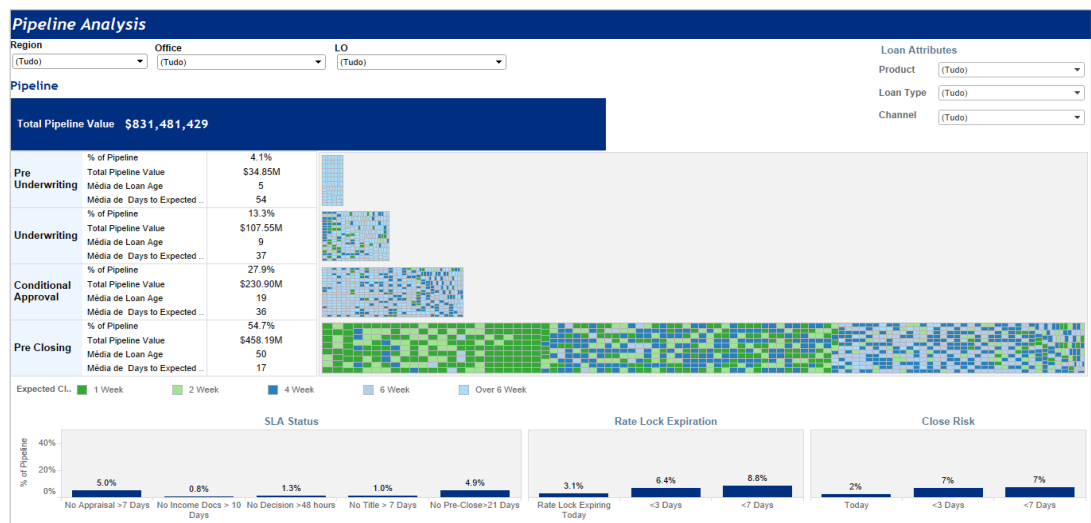 Pipeline Analysis
Region
Office
LO
(Tudo)
(Tudo)
(Tudo)
Loan Attributes
Product
(Tudo)
Loan Type
(Tudo)
Channel
(Tudo)
Pipeline
Total Pipeline Value $831,481,429
Pre Underwriting
% of Pipeline 4.1%
Total Pipeline Value $34.85M
Média de Loan Age 5
Média de Days to Expected .. 54
Underwriting
% of Pipeline 13.3%
Total Pipeline Value $107.55M
Média de Loan Age 9
Média de Days to Expected .. 37
Conditional Approval
% of Pipeline 27.9%
Total Pipeline Value $230.90M
Média de Loan Age 19
Média de Days to Expected .. 36
Pre Closing
% of Pipeline 54.7%
Total Pipeline Value $458.19M
Média de Loan Age 50
Média de Days to Expected .. 17
Expected Cl.. 1 Week 2 Week 4 Week 6 Week Over 6 Week
SLA Status
Rate Lock Expiration
Close Risk
% of Pipeline
40%
20%
0%
5.0%
0.8%
1.3%
1.0%
4.9%
3.1%
6.4%
8.8%
2%
7%
7%
No Appraisal >7 Days
No Income Docs > 10 Days
No Decision >48 hours
No Title > 7 Days
No Pre-Close>21 Days
Rate Lock Expiring Today
<3 Days
<7 Days
Today
<3 Days
<7 Days